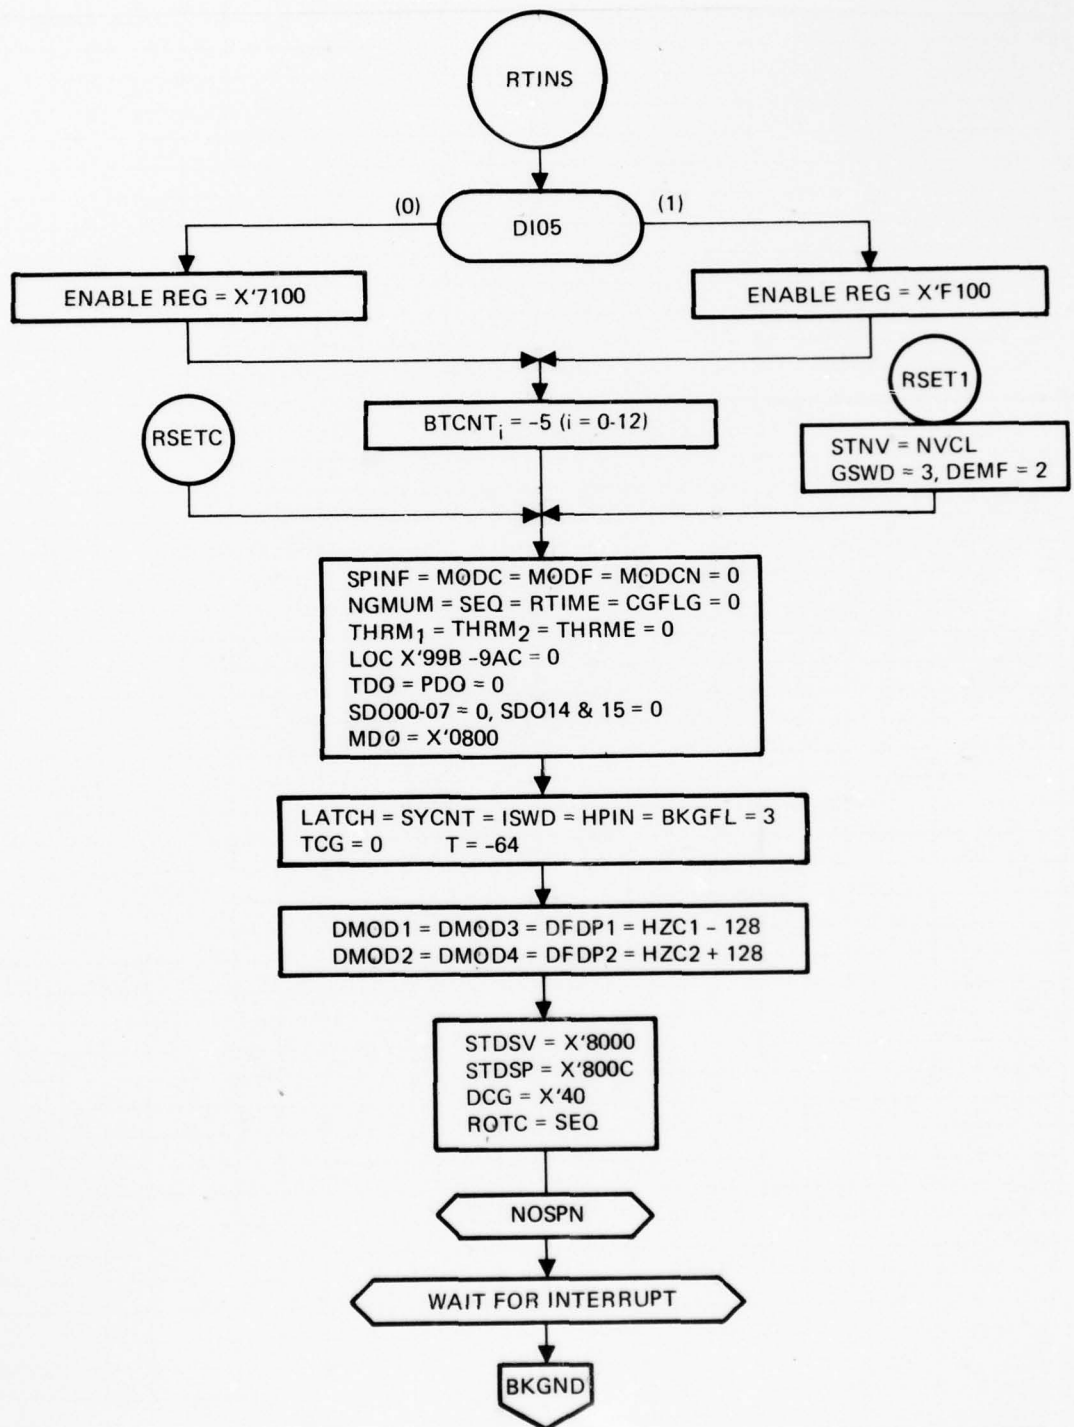 RTINS
(0)
DI05
(1)
ENABLE REG = X'7100
ENABLE REG = X'F100
RSETC
BTCNTi = -5 (i = 0-12)
RSET1
STNV = NVCL
GSWD = 3, DEMF = 2
SPINF = MODC = MODF = MODCN = 0
NGMUM = SEQ = RTIME = CGFLG = 0
THRM1 = THRM2 = THRME = 0
LOC X'99B -9AC = 0
TDO = PDO = 0
SDO00-07 = 0, SDO14 & 15 = 0
MDO = X'0800
LATCH = SYCNT = ISWD = HPIN = BKGFL = 3
TCG = 0 T = -64
DMOD1 = DMOD3 = DFDP1 = HZC1 - 128
DMOD2 = DMOD4 = DFDP2 = HZC2 + 128
STDSV = X'8000
STDSP = X'800C
DCG = X'40
ROTC = SEQ
NOSPN
WAIT FOR INTERRUPT
BKGND